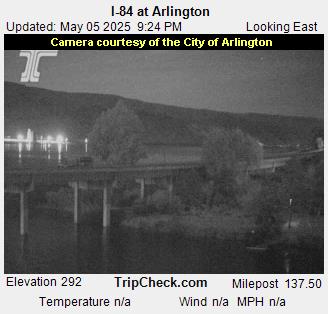 I-84 at Arlington
Updated: May 05 2025 9:24 PM Looking East
Camera courtesy of the City of Arlington
Elevation 292 TripCheck.com Milepost 137.50
Temperature n/a Wind n/a MPH n/a